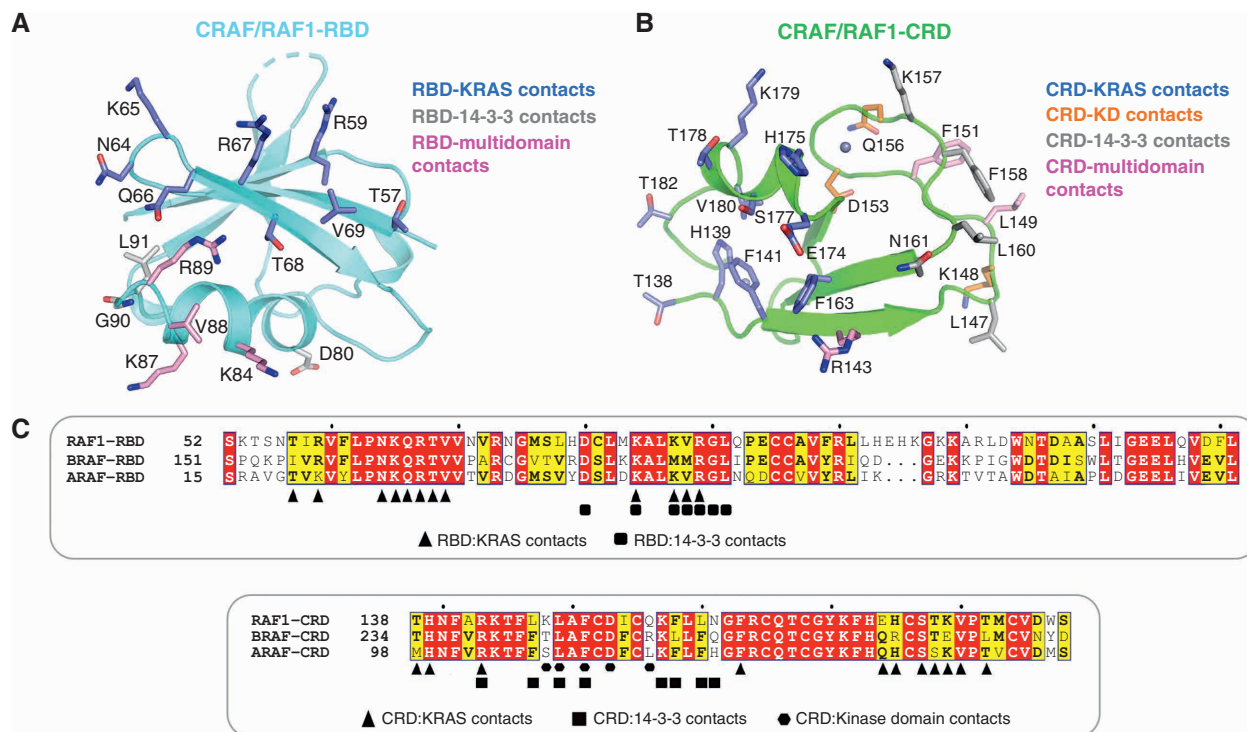 A
CRAF/RAF1-RBD
K65
N64
R67
R59
Q66
T57
V69
L91
R89
T68
G90
V88
K87
K84
D80
RBD-KRAS contacts
RBD-14-3-3 contacts
RBD-multidomain
contacts
B
CRAF/RAF1-CRD
K179
K157
T178
H175
Q156
F151
F158
T182
V180
S177
D153
L149
H139
E174
N161
L160
F141
K148
T138
F163
L147
R143
CRD-KRAS contacts
CRD-KD contacts
CRD-14-3-3 contacts
CRD-multidomain
contacts
C
RAF1-RBD 52 SKTSNTIRVFLPNKQRTVVNVRNGMSLHDCLMKALKVRGLQPECCAVFRLLHEHKGKKARLDWNTDAASLIGEELQVDFL
BRAF-RBD 151 SPQKPIVRVFLPNKQRTVVPARCGVTVRDSLKKALMMRGLIPECCAVYRIQD...GEKKPIGWDTDISWLTGEELHVEVL
ARAF-RBD 15 SRAVGTVKVYLPNKQRTVVTVRDGMSVYDSLDKALKVRGLNQDCCVVYRLIK...GRKTVTAWDTAIAPLDGEELIVEVL
RBD:KRAS contacts RBD:14-3-3 contacts
RAF1-CRD 138 THNFARKTFLKLAFCDICQKFLLNGFRCQTCGYKFHEHCSTKVPTMCVDWS
BRAF-CRD 234 THNFVRKTFFTLAFCDFCRKLLFQGFRCQTCGYKFHQRCSTEVPLMCVNYD
ARAF-CRD 98 MHNFVRKTFFSLAFCDFCLKFLFHGFRCQTCGYKFHQHCSSKVPTVCVDMS
CRD:KRAS contacts CRD:14-3-3 contacts CRD:Kinase domain contacts